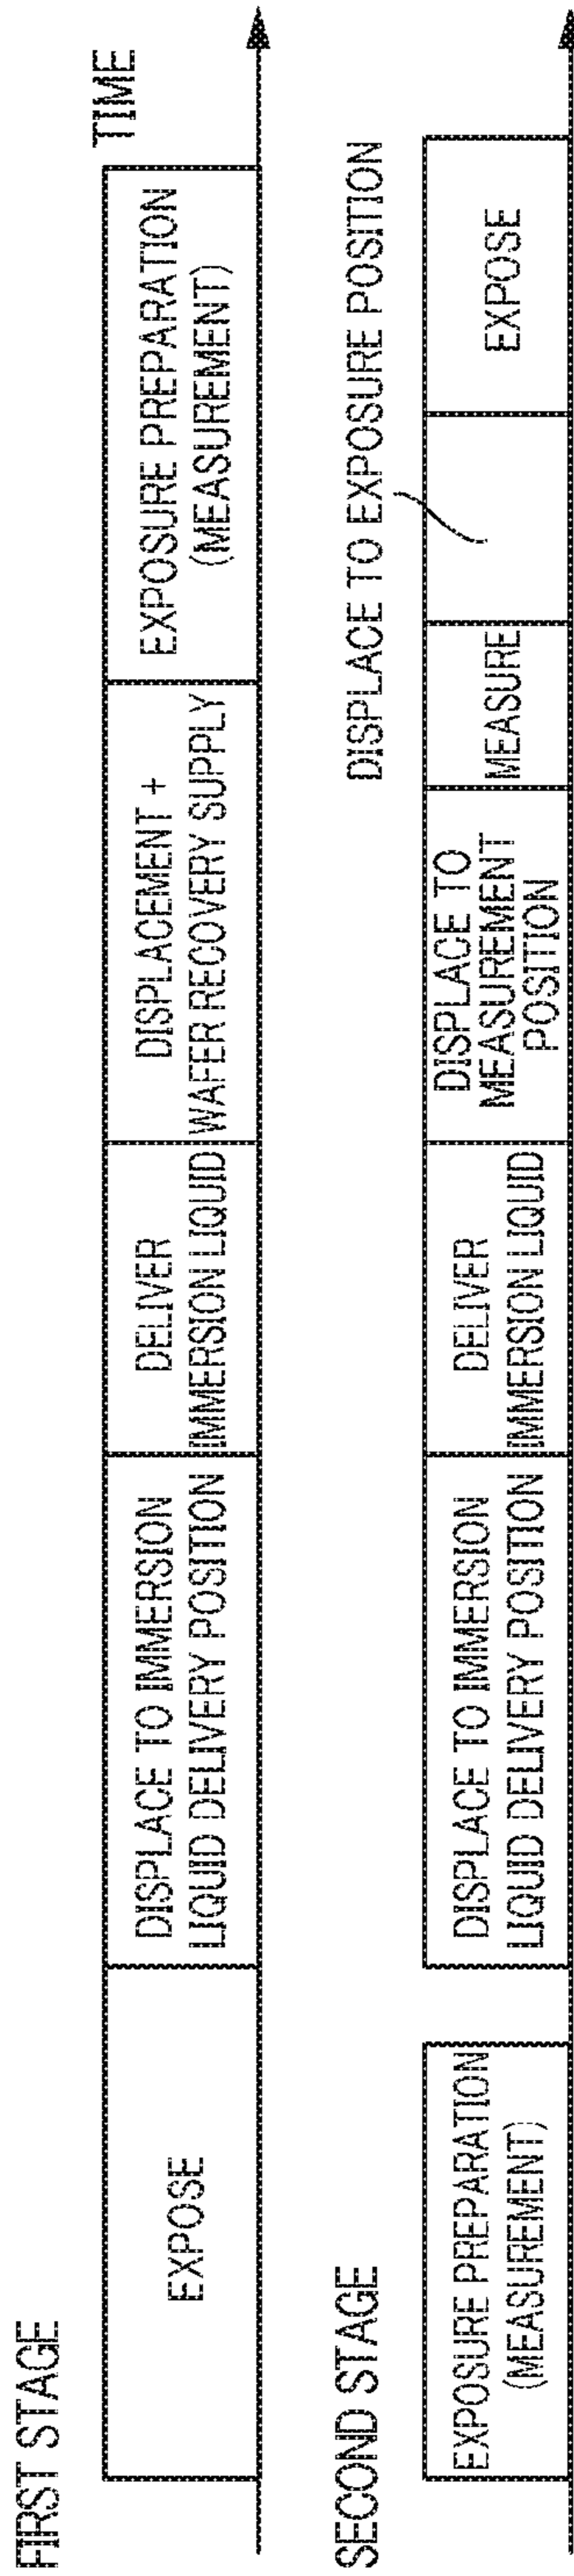 FIRST STAGE
TIME
EXPOSE
DISPLACE TO IMMERSION
LIQUID DELIVERY POSITION
DELIVER
IMMERSION LIQUID
DISPLACEMENT +
WAFER RECOVERY SUPPLY
EXPOSURE PREPARATION
(MEASUREMENT)
SECOND STAGE
DISPLACE TO EXPOSURE POSITION
EXPOSURE PREPARATION
(MEASUREMENT)
DISPLACE TO IMMERSION
LIQUID DELIVERY POSITION
DELIVER
IMMERSION LIQUID
DISPLACE TO
MEASUREMENT
POSITION
MEASURE
EXPOSE